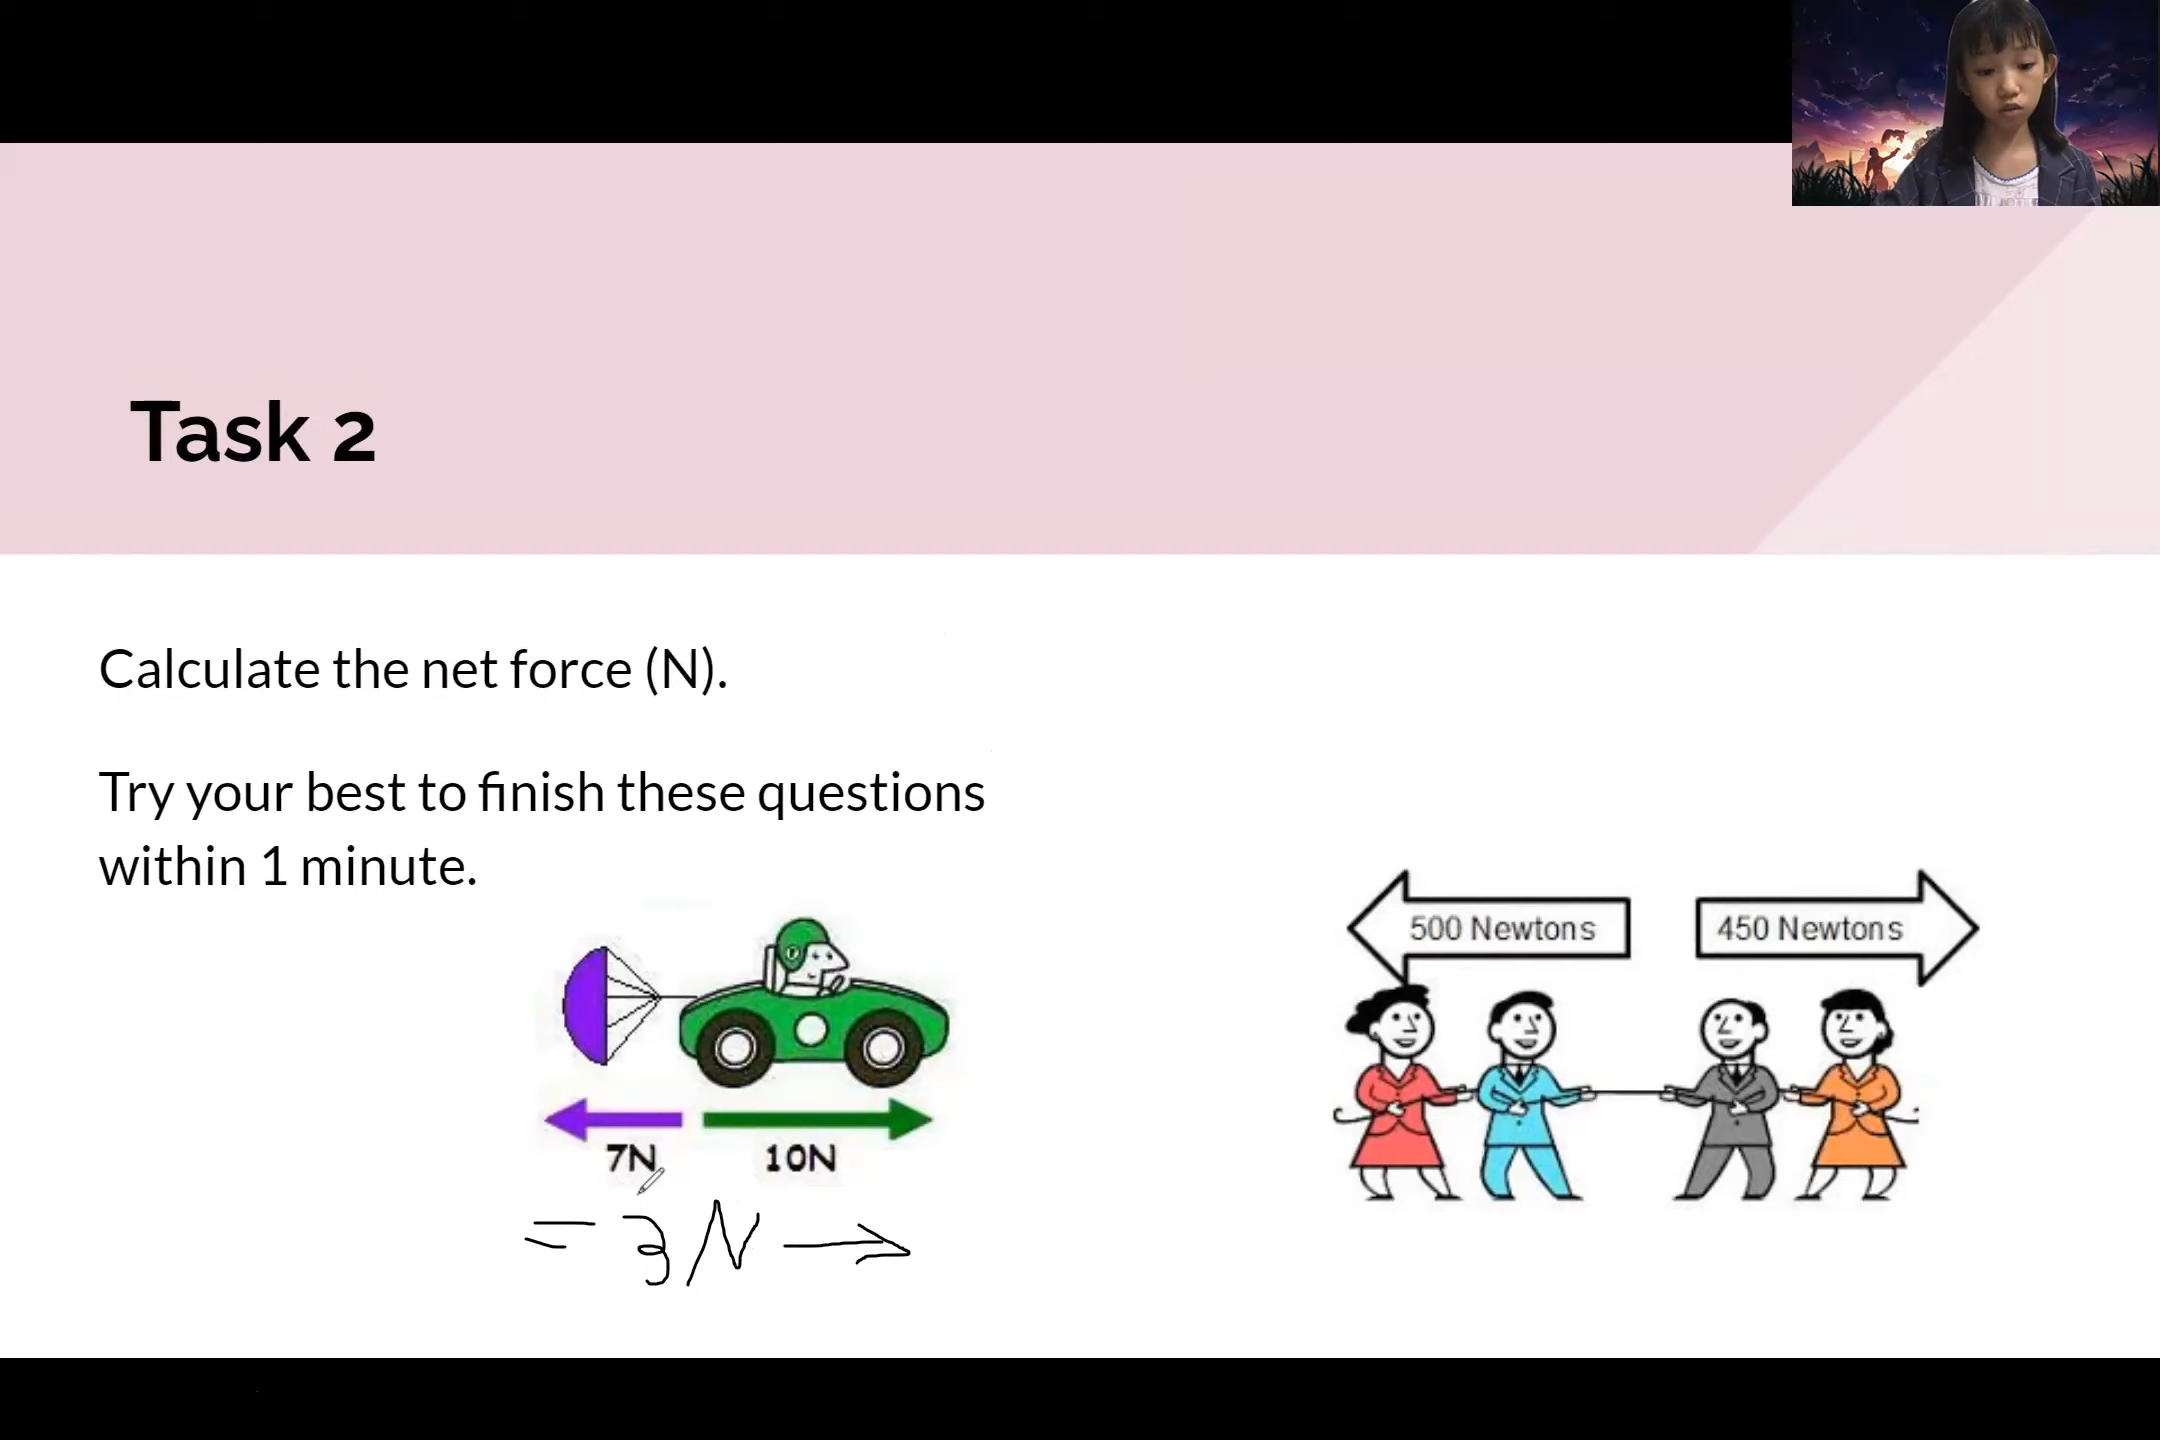 Task 2
Calculate the net force (N).
Try your best to finish these questions
within 1 minute.
500 Newtons
450 Newtons
7N
10N
= 3N →